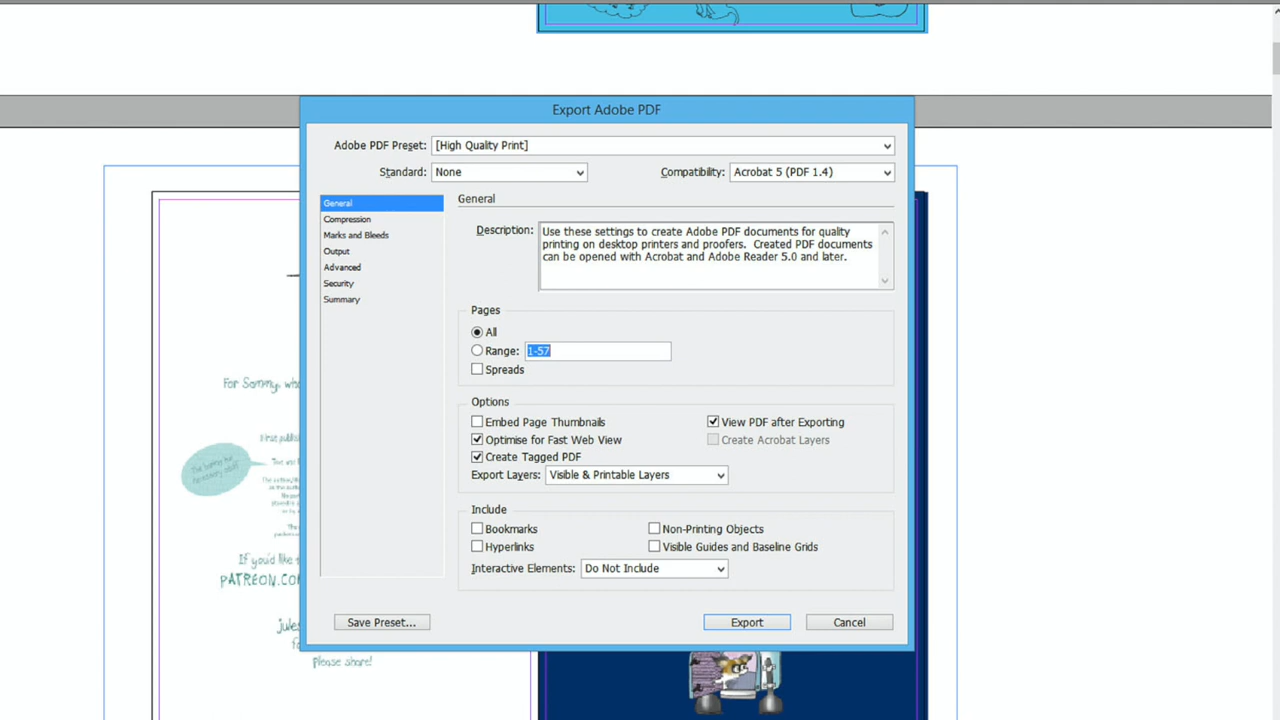 Export Adobe PDF
Adobe PDF Preset: [High Quality Print]
Standard: None
Compatibility: Acrobat 5 (PDF 1.4)
General
Compression
Marks and Bleeds
Output
Advanced
Security
Summary
General
Description: Use these settings to create Adobe PDF documents for quality
printing on desktop printers and proofers. Created PDF documents
can be opened with Acrobat and Adobe Reader 5.0 and later.
Pages
All
Range: 1-57
Spreads
Options
Embed Page Thumbnails
View PDF after Exporting
Optimise for Fast Web View
Create Acrobat Layers
Create Tagged PDF
Export Layers: Visible & Printable Layers
Include
Bookmarks
Non-Printing Objects
Hyperlinks
Visible Guides and Baseline Grids
Interactive Elements: Do Not Include
Save Preset...
Export
Cancel
For Sammy, who
If you'd like
PATREON.CO
jules
please share!